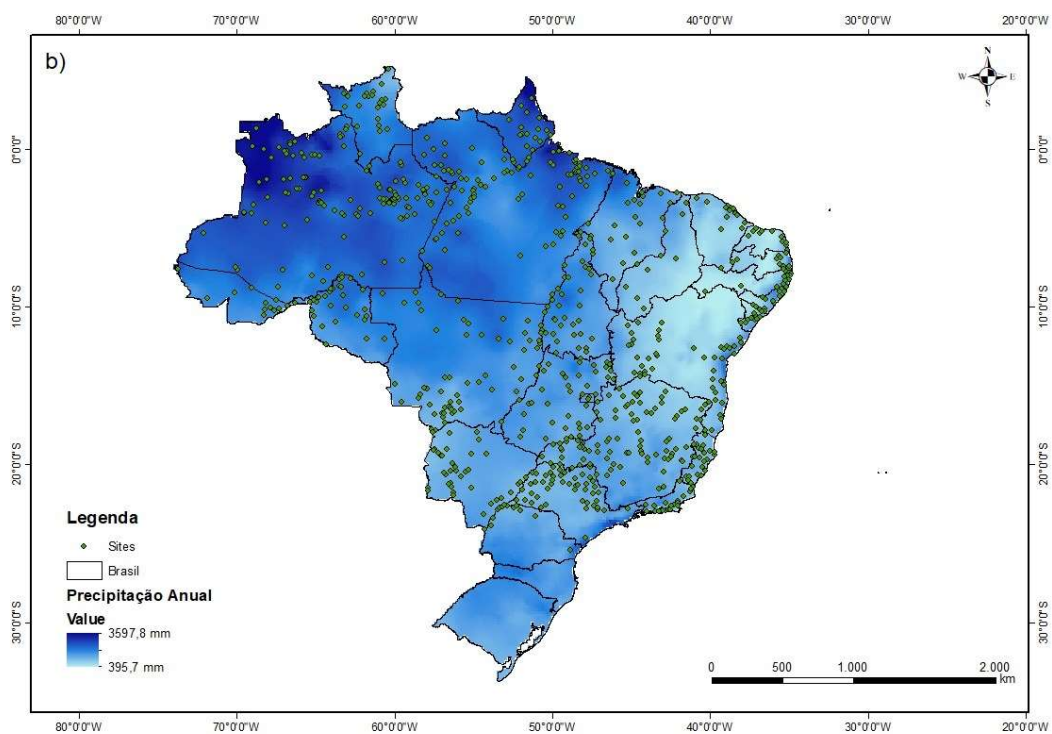 80°0'0"W 70°0'0"W 60°0'0"W 50°0'0"W 40°0'0"W 30°0'0"W 20°0'0"W
b)
N
W E
S
0°0'0" 0°0'0"
10°0'0"S 10°0'0"S
20°0'0"S 20°0'0"S
30°0'0"S 30°0'0"S
Legenda
Sites
Brasil
Precipitação Anual
Value
3597,8 mm
395,7 mm
0 500 1.000 2.000
km
80°0'0"W 70°0'0"W 60°0'0"W 50°0'0"W 40°0'0"W 30°0'0"W 20°0'0"W